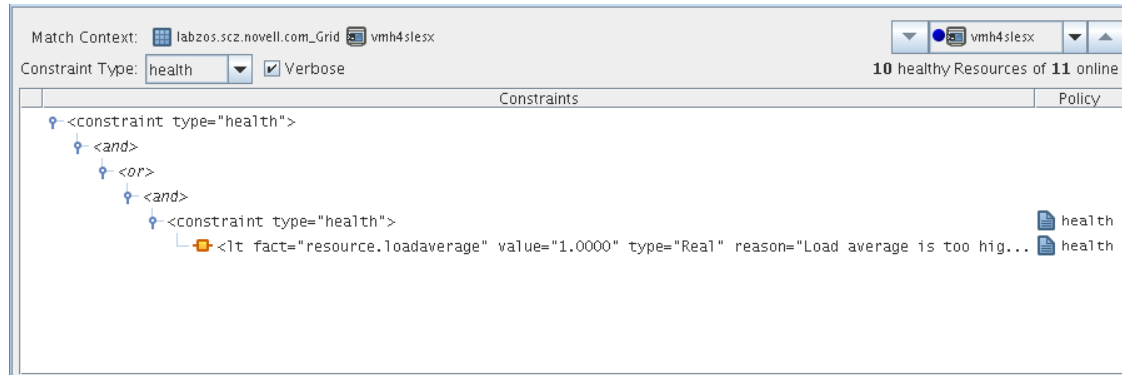 Match Context: labzos.scz.novell.com_Grid vmh4slesx vmh4slesx
Constraint Type: health Verbose 10 healthy Resources of 11 online
Constraints Policy
<constraint type="health">
<and>
<or>
<and>
<constraint type="health"> health
<lt fact="resource.loadaverage" value="1.0000" type="Real" reason="Load average is too hig... health